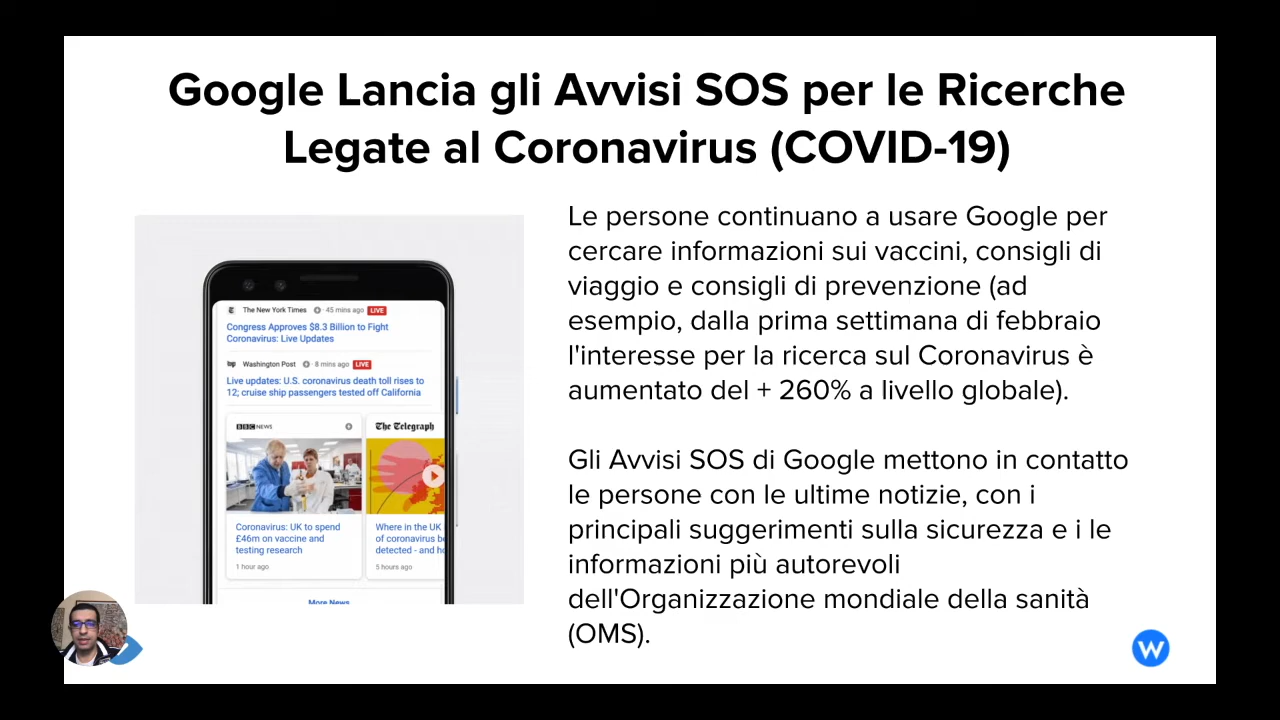 Google Lancia gli Avvisi SOS per le Ricerche
Legate al Coronavirus (COVID-19)
The New York Times 45 mins ago LIVE
Congress Approves $8.3 Billion to Fight
Coronavirus: Live Updates
Washington Post 8 mins ago LIVE
Live updates: U.S. coronavirus death toll rises to
12; cruise ship passengers tested off California
BBC NEWS
Coronavirus: UK to spend
£46m on vaccine and
testing research
1 hour ago
The Telegraph
Where in the UK
of coronavirus
detected - and
5 hours ago
More News
Le persone continuano a usare Google per
cercare informazioni sui vaccini, consigli di
viaggio e consigli di prevenzione (ad
esempio, dalla prima settimana di febbraio
l'interesse per la ricerca sul Coronavirus è
aumentato del + 260% a livello globale).
Gli Avvisi SOS di Google mettono in contatto
le persone con le ultime notizie, con i
principali suggerimenti sulla sicurezza e i le
informazioni più autorevoli
dell'Organizzazione mondiale della sanità
(OMS).
W